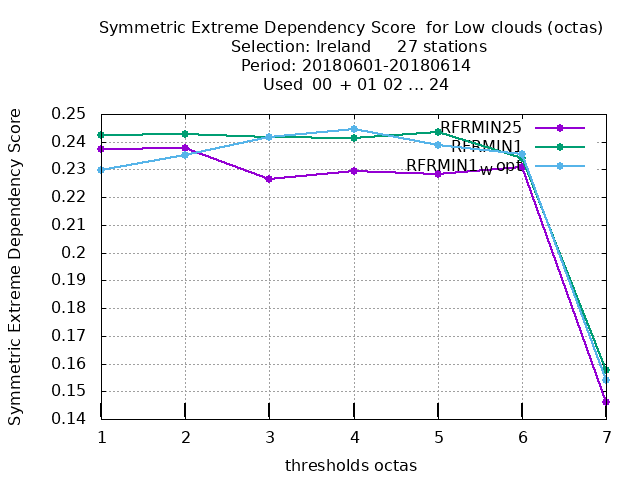 Symmetric Extreme Dependency Score  for Low clouds (octas)
Selection: Ireland     27 stations
Period: 20180601-20180614
Used  00 + 01 02 ... 24
Symmetric Extreme Dependency Score
0.25
0.24
0.23
0.22
0.21
0.2
0.19
0.18
0.17
0.16
0.15
0.14
RFRMIN25
RFRMIN1
RFRMIN1wopt
1 2 3 4 5 6 7
thresholds octas